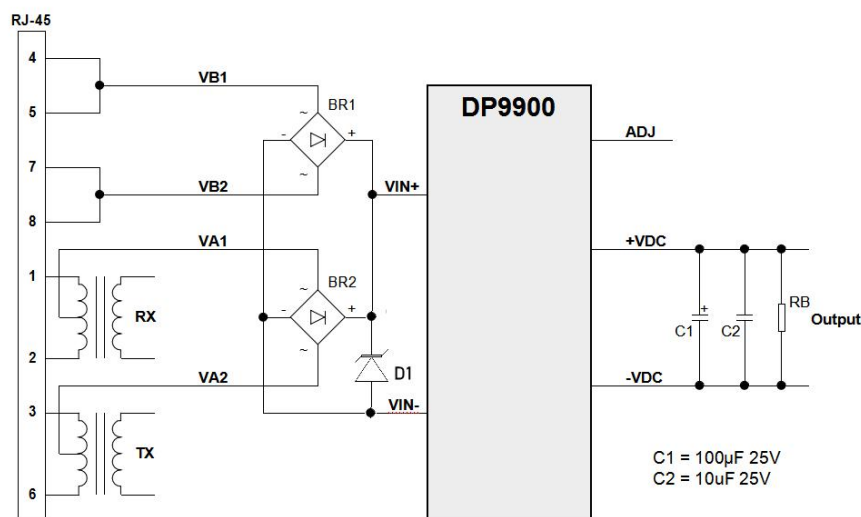 RJ-45
4
5
7
8
1
2
3
6
VB1
VB2
VA1
VA2
RX
TX
BR1
~
- +
~
BR2
~
- +
~
D1
VIN+
VIN-
DP9900
ADJ
+VDC
-VDC
+
C1
C2
RB
Output
C1 = 100µF 25V
C2 = 10uF 25V